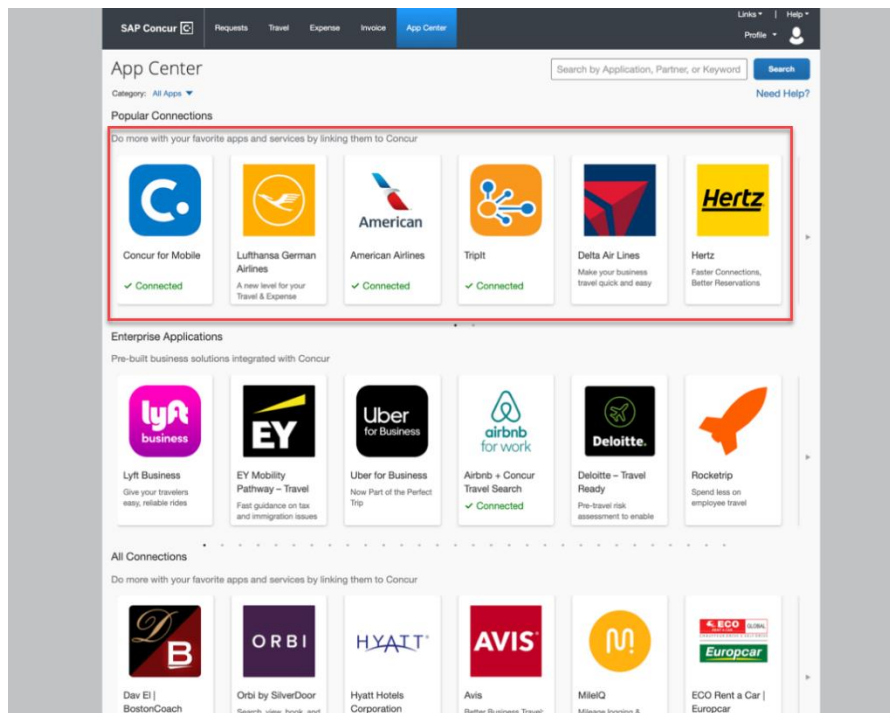 Links Help
SAP Concur C Requests Travel Expense Invoice App Center
Profile
App Center
Search by Application, Partner, or Keyword Search
Category: All Apps
Need Help?
Popular Connections
Do more with your favorite apps and services by linking them to Concur
C.
American
Hertz
Concur for Mobile
✓ Connected
Lufthansa German
Airlines
A new level for your
Travel & Expense
American Airlines
✓ Connected
TripIt
✓ Connected
Delta Air Lines
Make your business
travel quick and easy
Hertz
Faster Connections,
Better Reservations
Enterprise Applications
Pre-built business solutions integrated with Concur
lyft
business
EY
Uber
for Business
airbnb
for work
Deloitte.
Lyft Business
Give your travelers
easy, reliable rides
EY Mobility
Pathway – Travel
Fast guidance on tax
and immigration issues
Uber for Business
Now Part of the Perfect
Trip
Airbnb + Concur
Travel Search
✓ Connected
Deloitte – Travel
Ready
Pre-travel risk
assessment to enable
Rocketrip
Spend less on
employee travel
All Connections
Do more with your favorite apps and services by linking them to Concur
D
B
ORBI
HYATT
AVIS
M
ECO GLOBAL
Europcar
Dav El |
BostonCoach
Orbi by SilverDoor
Search, view, book, and
Hyatt Hotels
Corporation
Avis
Better Business Travel:
MileIQ
Mileage logging &
ECO Rent a Car |
Europcar